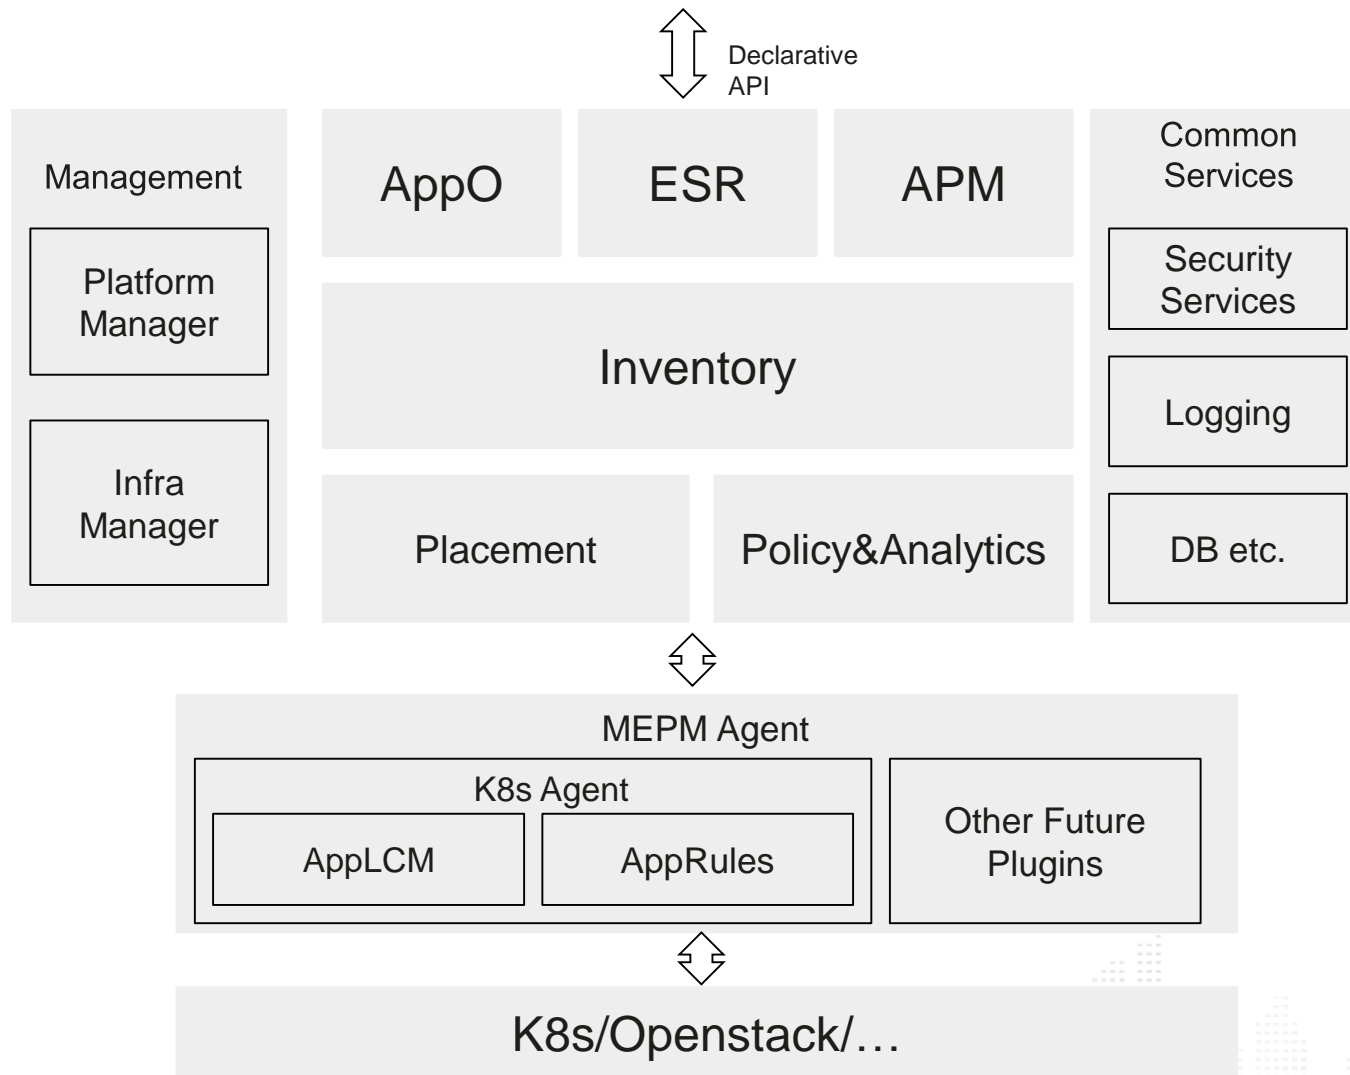 Declarative
API
Management
Platform
Manager
Infra
Manager
AppO
ESR
APM
Inventory
Placement
Policy&Analytics
Common
Services
Security
Services
Logging
DB etc.
MEPM Agent
K8s Agent
AppLCM
AppRules
Other Future
Plugins
K8s/Openstack/…